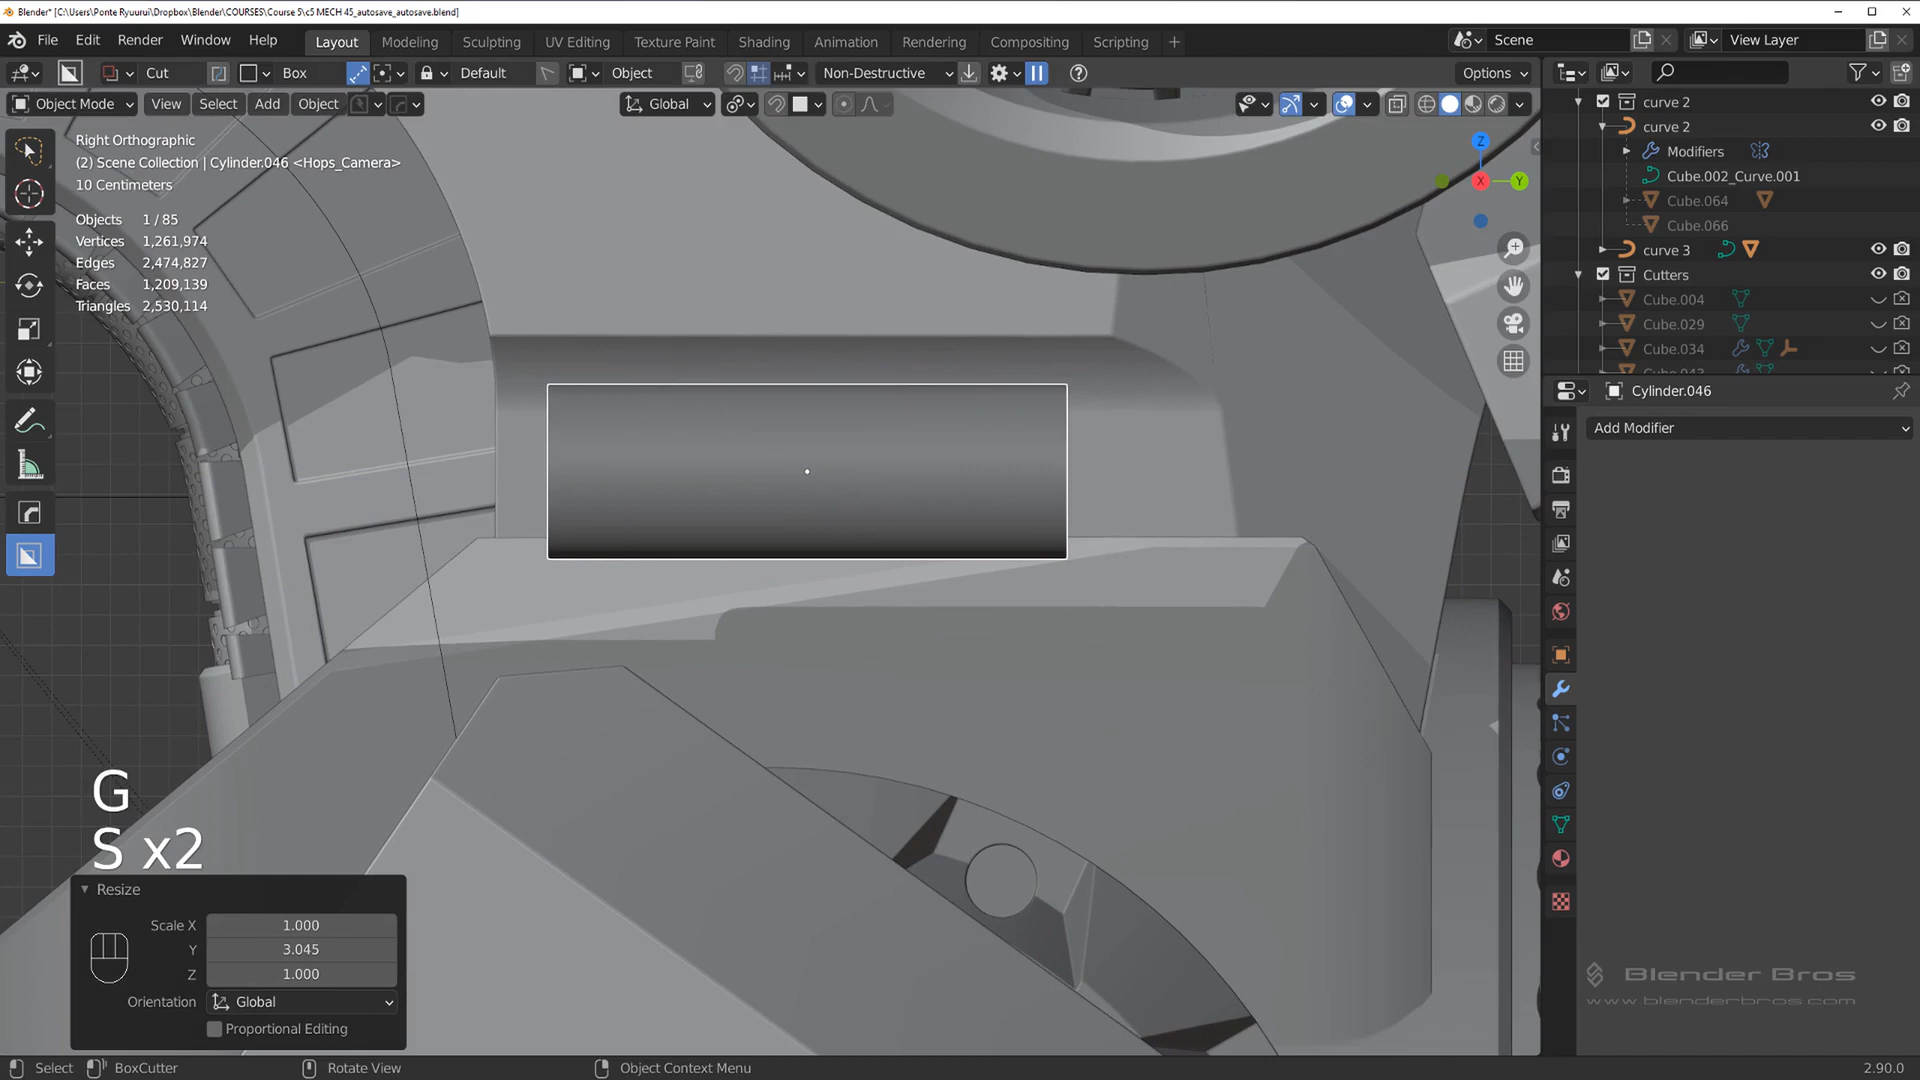 Blender* [C:\Users\Ponte Ryuurui\Dropbox\Blender\COURSES\Course 5\c5 MECH 45_autosave_autosave.blend]
File Edit Render Window Help Layout Modeling Sculpting UV Editing Texture Paint Shading Animation Rendering Compositing Scripting + Scene View Layer
Cut Box Default Object Non-Destructive Options
Object Mode View Select Add Object Global
Right Orthographic
(2) Scene Collection | Cylinder.046 <Hops_Camera>
10 Centimeters
Objects 1 / 85
Vertices 1,261,974
Edges 2,474,827
Faces 1,209,139
Triangles 2,530,114
Z
X
Y
curve 2
curve 2
Modifiers
Cube.002_Curve.001
Cube.064
Cube.066
curve 3
Cutters
Cube.004
Cube.029
Cube.034
Cylinder.046
Add Modifier
G
S x2
Resize
Scale X 1.000
Y 3.045
Z 1.000
Orientation Global
Proportional Editing
Blender Bros
www.blenderbros.com
Select BoxCutter Rotate View Object Context Menu 2.90.0